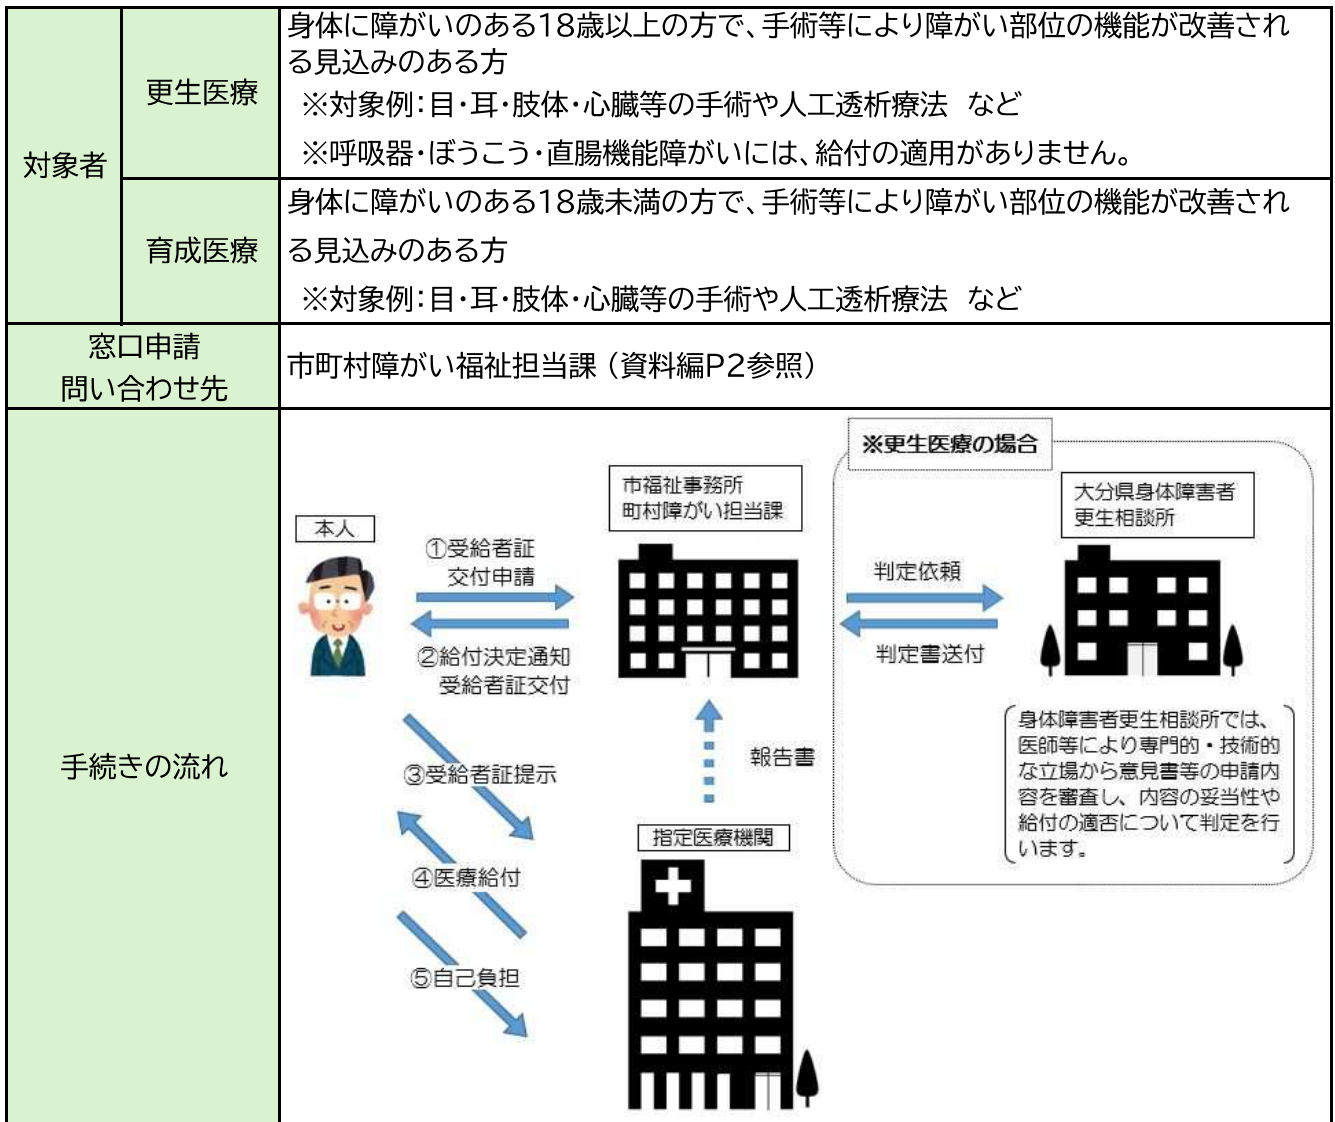 対象者
更生医療
身体に障がいのある18歳以上の方で、手術等により障がい部位の機能が改善され
る見込みのある方
※対象例：目・耳・肢体・心臓等の手術や人工透析療法　など
※呼吸器・ぼうこう・直腸機能障がいには、給付の適用がありません。
育成医療
身体に障がいのある18歳未満の方で、手術等により障がい部位の機能が改善され
る見込みのある方
※対象例：目・耳・肢体・心臓等の手術や人工透析療法　など
窓口申請
問い合わせ先
市町村障がい福祉担当課（資料編P2参照）
手続きの流れ
本人
①受給者証
交付申請
②給付決定通知
受給者証交付
市福祉事務所
町村障がい担当課
※更生医療の場合
大分県身体障害者
更生相談所
判定依頼
判定書送付
身体障害者更生相談所では、
医師等により専門的・技術的
な立場から意見書等の申請内
容を審査し、内容の妥当性や
給付の適否について判定を行
います。
③受給者証提示
④医療給付
⑤自己負担
報告書
指定医療機関